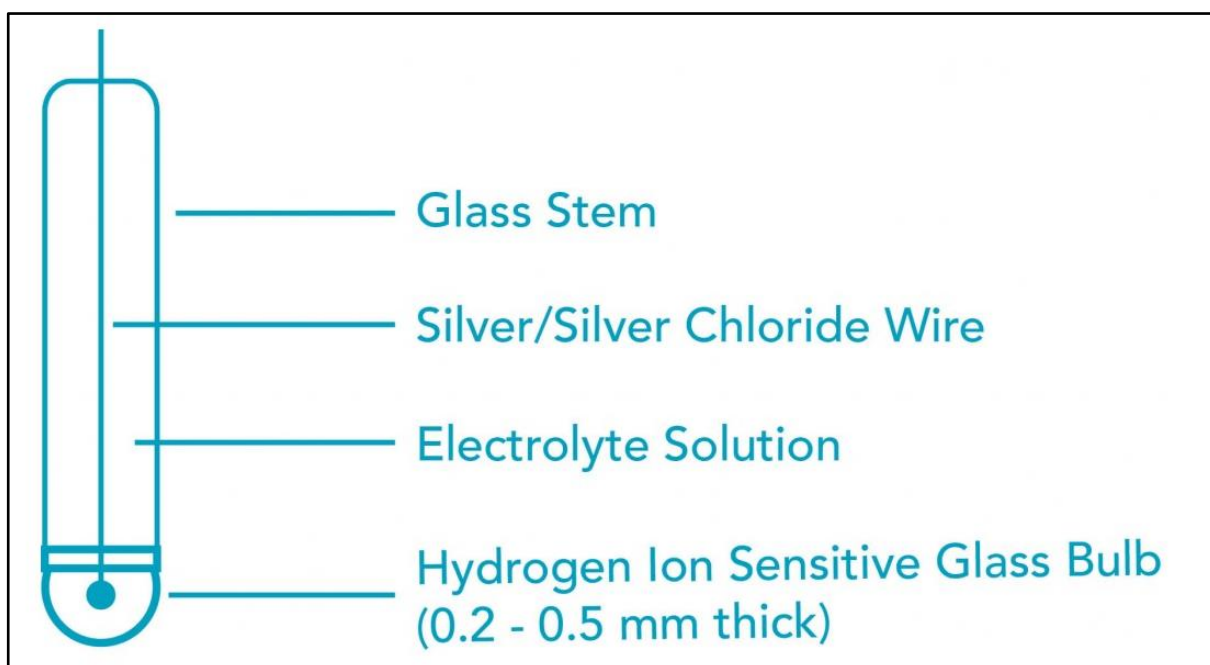 Glass Stem
Silver/Silver Chloride Wire
Electrolyte Solution
Hydrogen Ion Sensitive Glass Bulb
(0.2 - 0.5 mm thick)